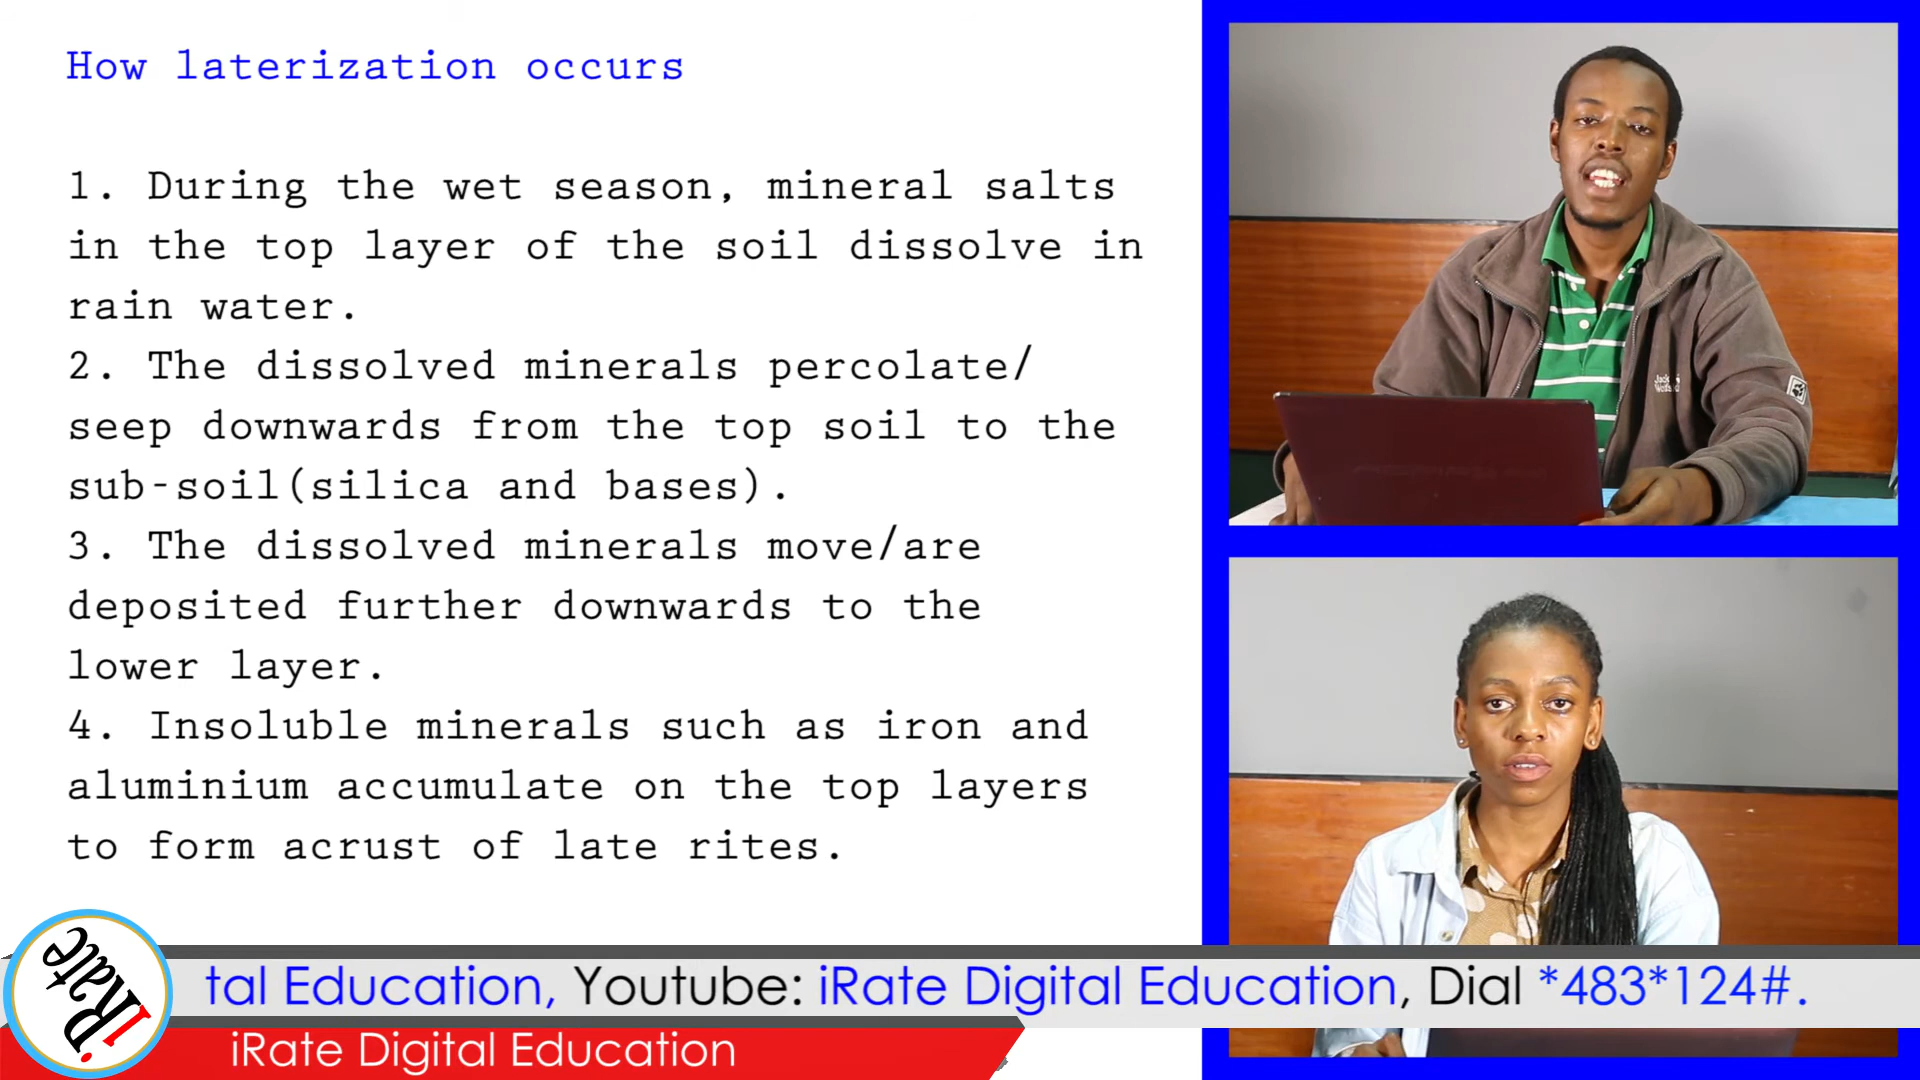 How laterization occurs
1. During the wet season, mineral salts
in the top layer of the soil dissolve in
rain water.
2. The dissolved minerals percolate/
seep downwards from the top soil to the
sub-soil(silica and bases).
3. The dissolved minerals move/are
deposited further downwards to the
lower layer.
4. Insoluble minerals such as iron and
aluminium accumulate on the top layers
to form acrust of late rites.
iRate
tal Education, Youtube: iRate Digital Education, Dial *483*124#.
iRate Digital Education